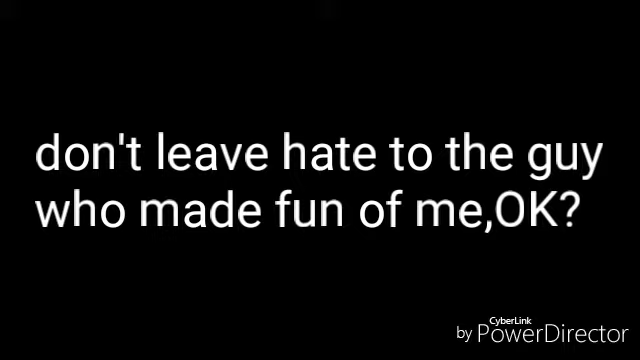 don't leave hate to the guy
who made fun of me,OK?
CyberLink
by PowerDirector